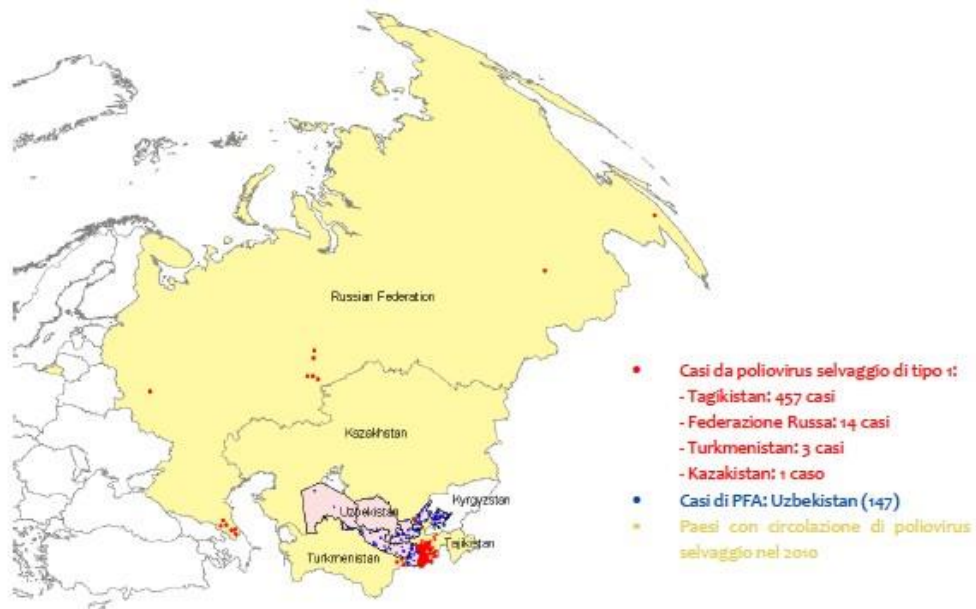 Russian Federation
Kazakhstan
Kyrgyzstan
Uzbekistan
Tajikistan
Turkmenistan
• Casi da poliovirus selvaggio di tipo 1:
- Tagikistan: 457 casi
- Federazione Russa: 14 casi
- Turkmenistan: 3 casi
- Kazakistan: 1 caso
• Casi di PFA: Uzbekistan (147)
• Paesi con circolazione di poliovirus
selvaggio nel 2010